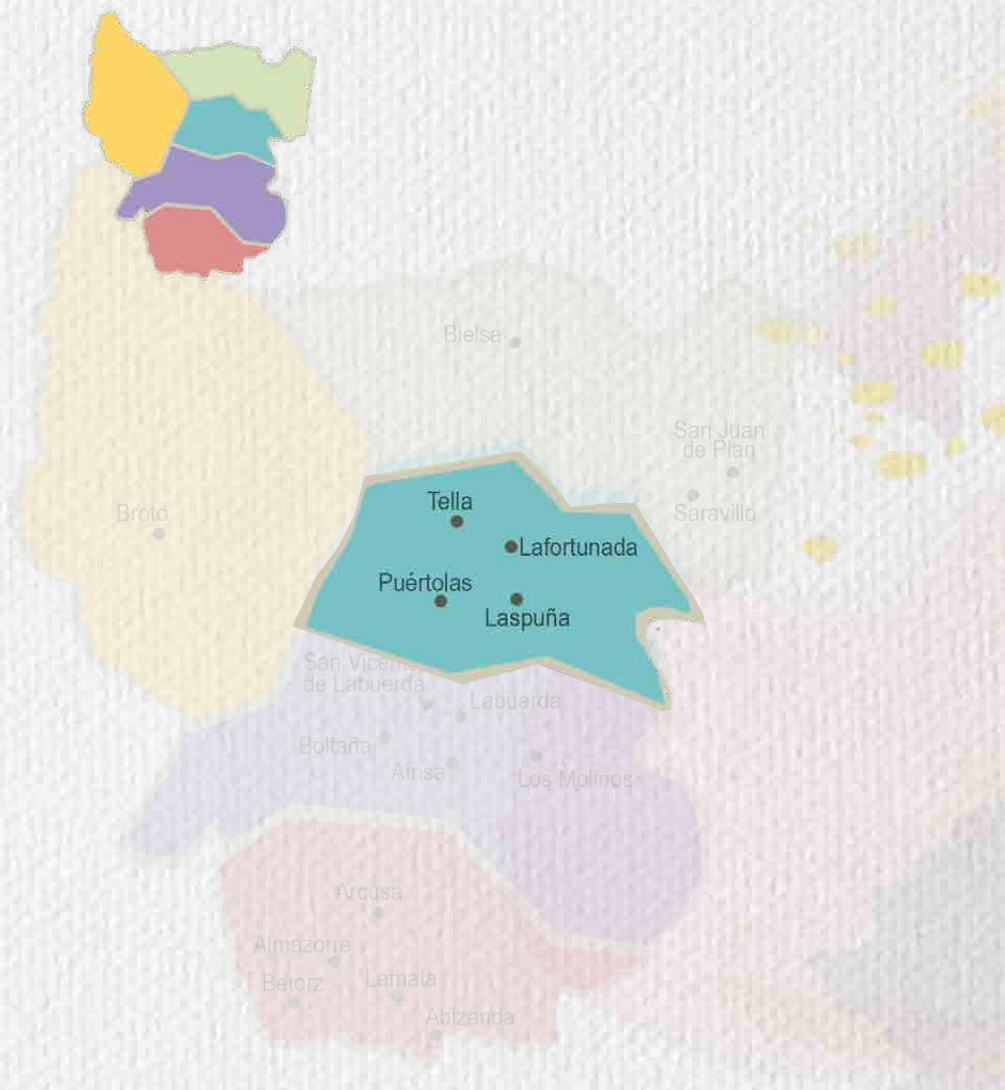 Bielsa
San Juan
de Plan
Saravillo
Broto
Tella
Lafortunada
Puértolas
Laspuña
San Vicente
de Labuerda
Labuerda
Boltaña
Aínsa
Los Molinos
Arcusa
Almazorre
Betorz
Lamata
Abizanda